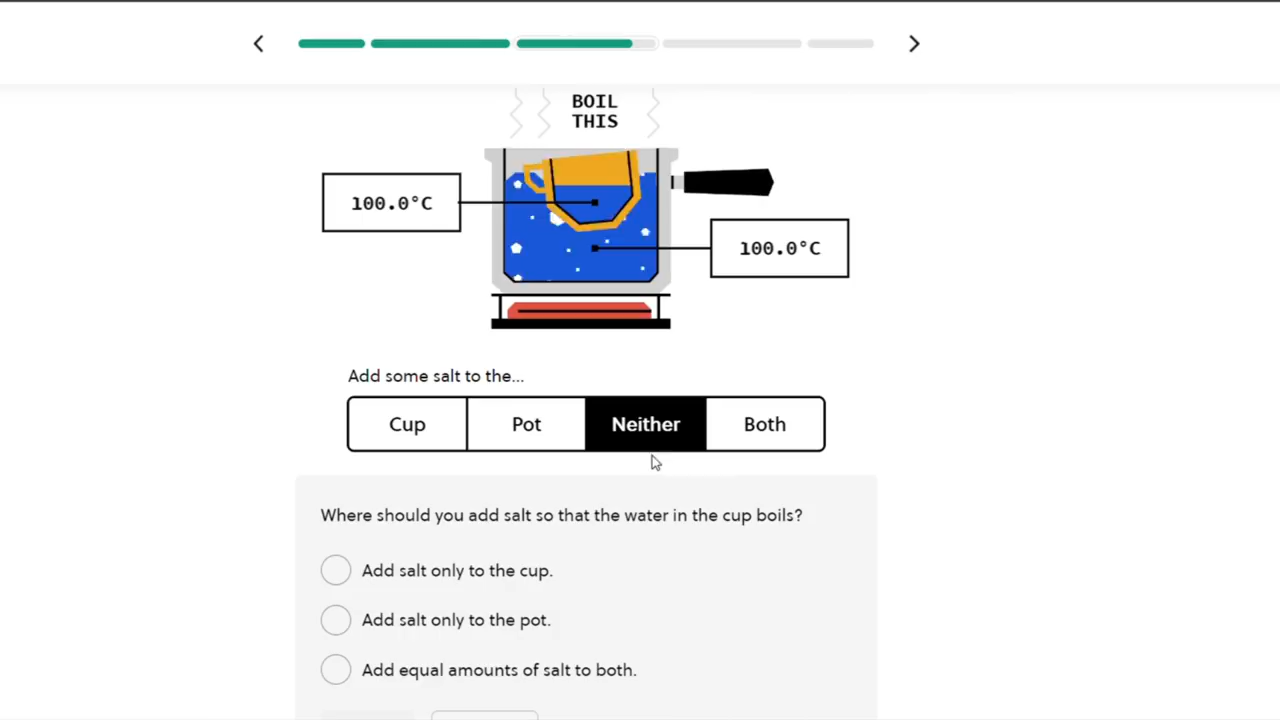 BOIL
THIS
100.0°C
100.0°C
Add some salt to the...
Cup
Pot
Neither
Both
Where should you add salt so that the water in the cup boils?
Add salt only to the cup.
Add salt only to the pot.
Add equal amounts of salt to both.